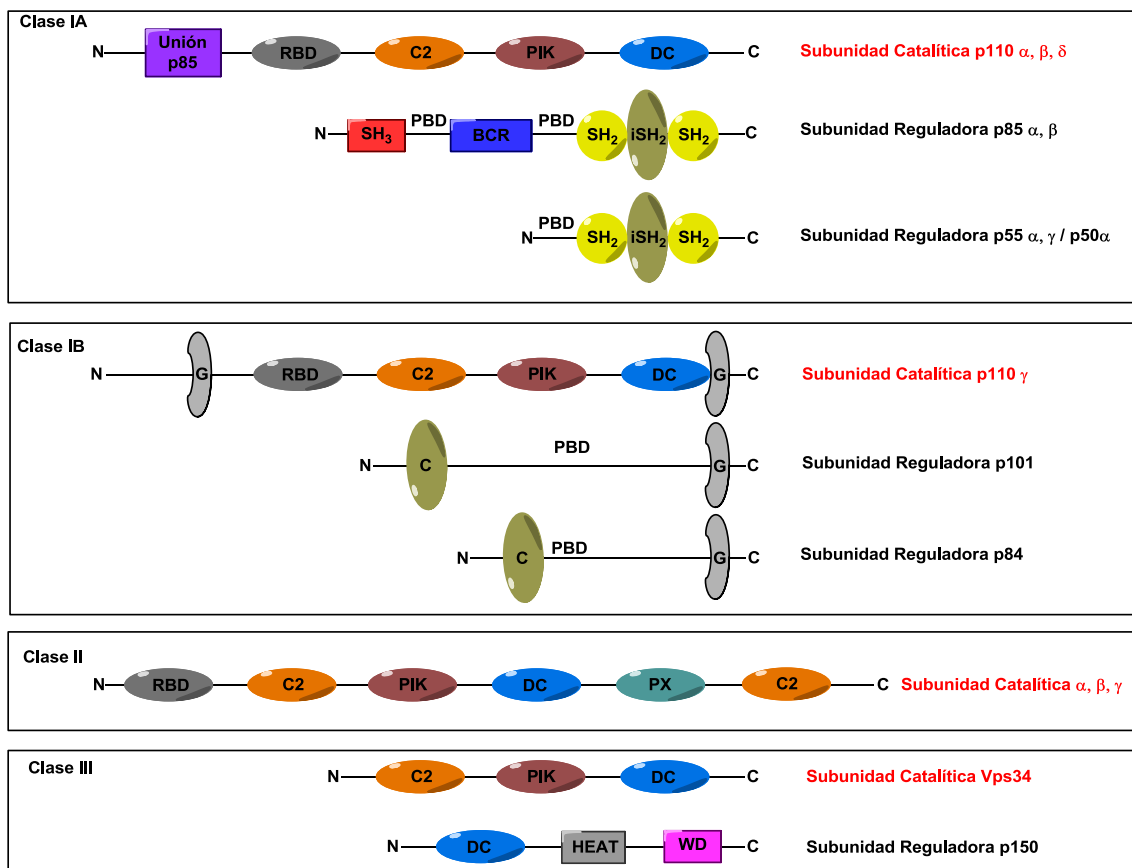 Clase IA
N Unión p85 RBD C2 PIK DC C Subunidad Catalítica p110 α, β, δ
N SH₃ PBD BCR PBD SH₂ iSH₂ SH₂ C Subunidad Reguladora p85 α, β
N PBD SH₂ iSH₂ SH₂ C Subunidad Reguladora p55 α, γ / p50α
Clase IB
N G RBD C2 PIK DC G C Subunidad Catalítica p110 γ
N C PBD G C Subunidad Reguladora p101
N C PBD G C Subunidad Reguladora p84
Clase II
N RBD C2 PIK DC PX C2 C Subunidad Catalítica α, β, γ
Clase III
N C2 PIK DC C Subunidad Catalítica Vps34
N DC HEAT WD C Subunidad Reguladora p150